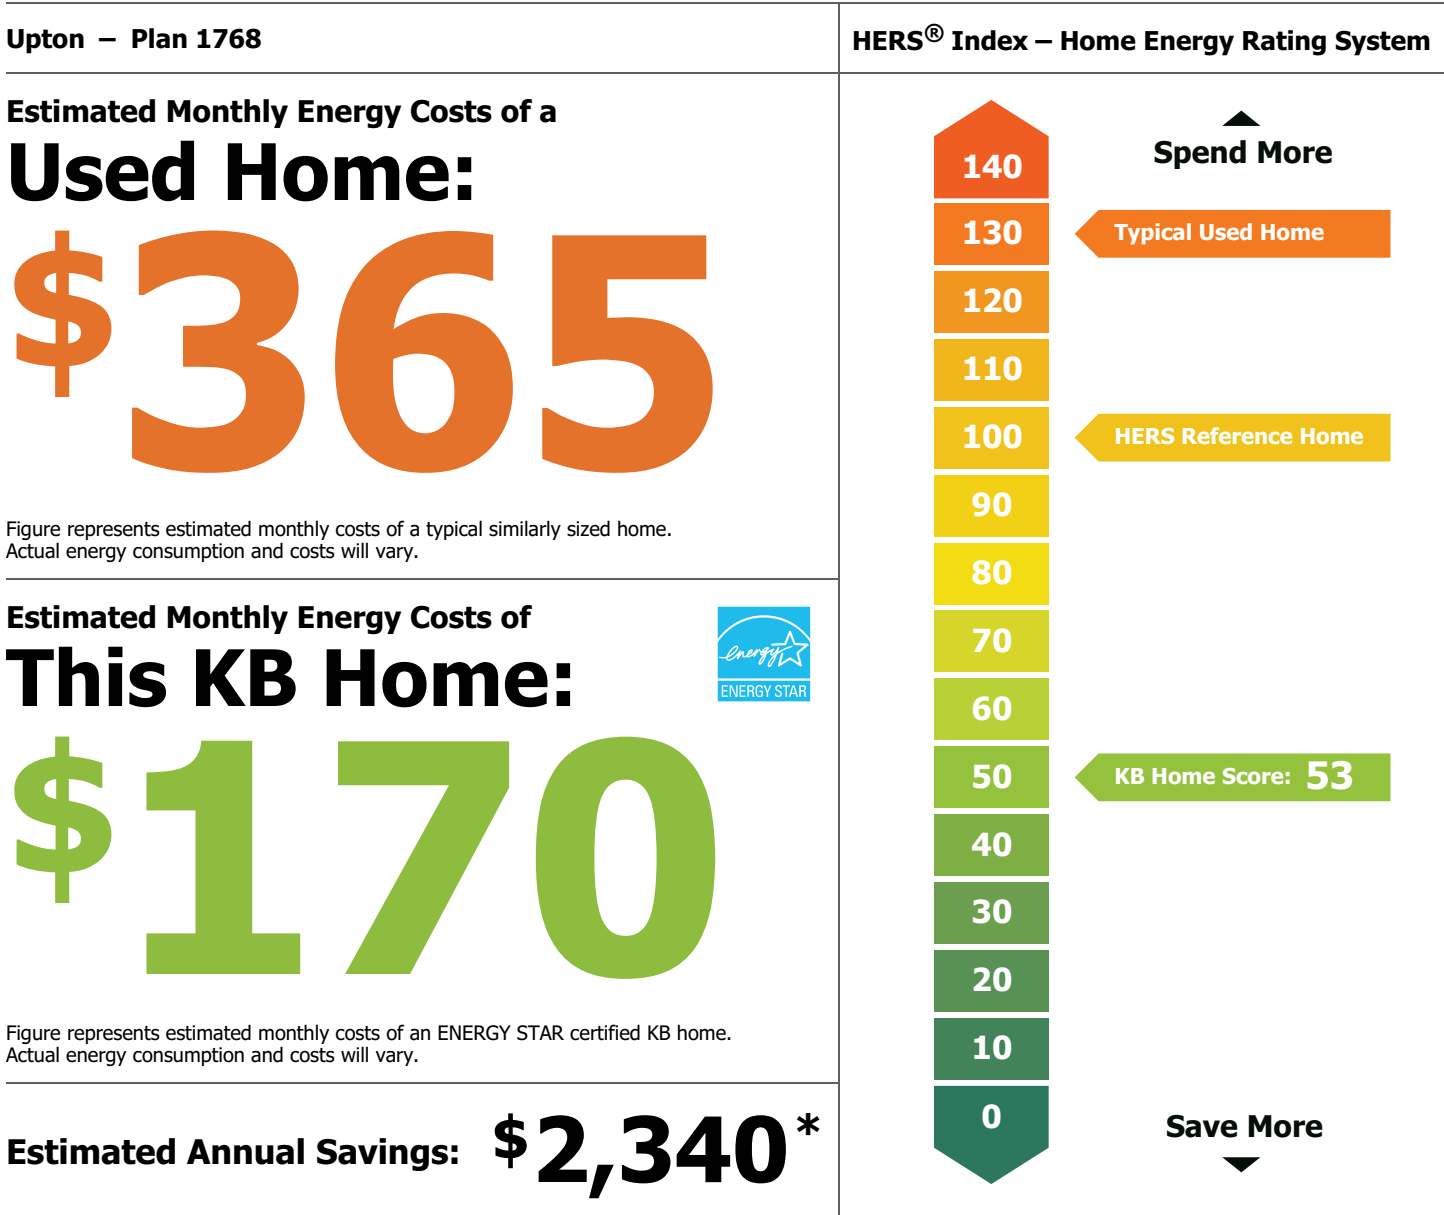 Upton – Plan 1768
Estimated Monthly Energy Costs of a
Used Home:
$365
Figure represents estimated monthly costs of a typical similarly sized home.
Actual energy consumption and costs will vary.
Estimated Monthly Energy Costs of
This KB Home:
energy
ENERGY STAR
$170
Figure represents estimated monthly costs of an ENERGY STAR certified KB home.
Actual energy consumption and costs will vary.
Estimated Annual Savings: $2,340*
HERS® Index – Home Energy Rating System
Spend More
140
130 Typical Used Home
120
110
100 HERS Reference Home
90
80
70
60
50 KB Home Score: 53
40
30
20
10
0
Save More